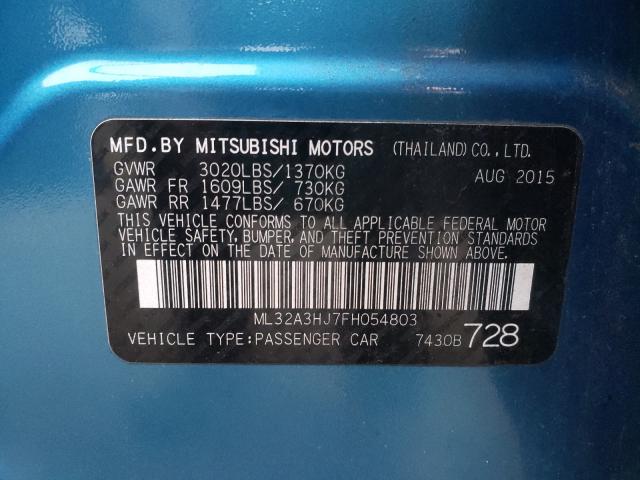 MFD.BY MITSUBISHI MOTORS (THAILAND)CO.,LTD.
GVWR 3020LBS/1370KG AUG 2015
GAWR FR 1609LBS/ 730KG
GAWR RR 1477LBS/ 670KG
THIS VEHICLE CONFORMS TO ALL APPLICABLE FEDERAL MOTOR
VEHICLE SAFETY, BUMPER, AND THEFT PREVENTION STANDARDS
IN EFFECT ON THE DATE OF MANUFACTURE SHOWN ABOVE.
ML32A3HJ7FH054803
VEHICLE TYPE:PASSENGER CAR 7430B 728